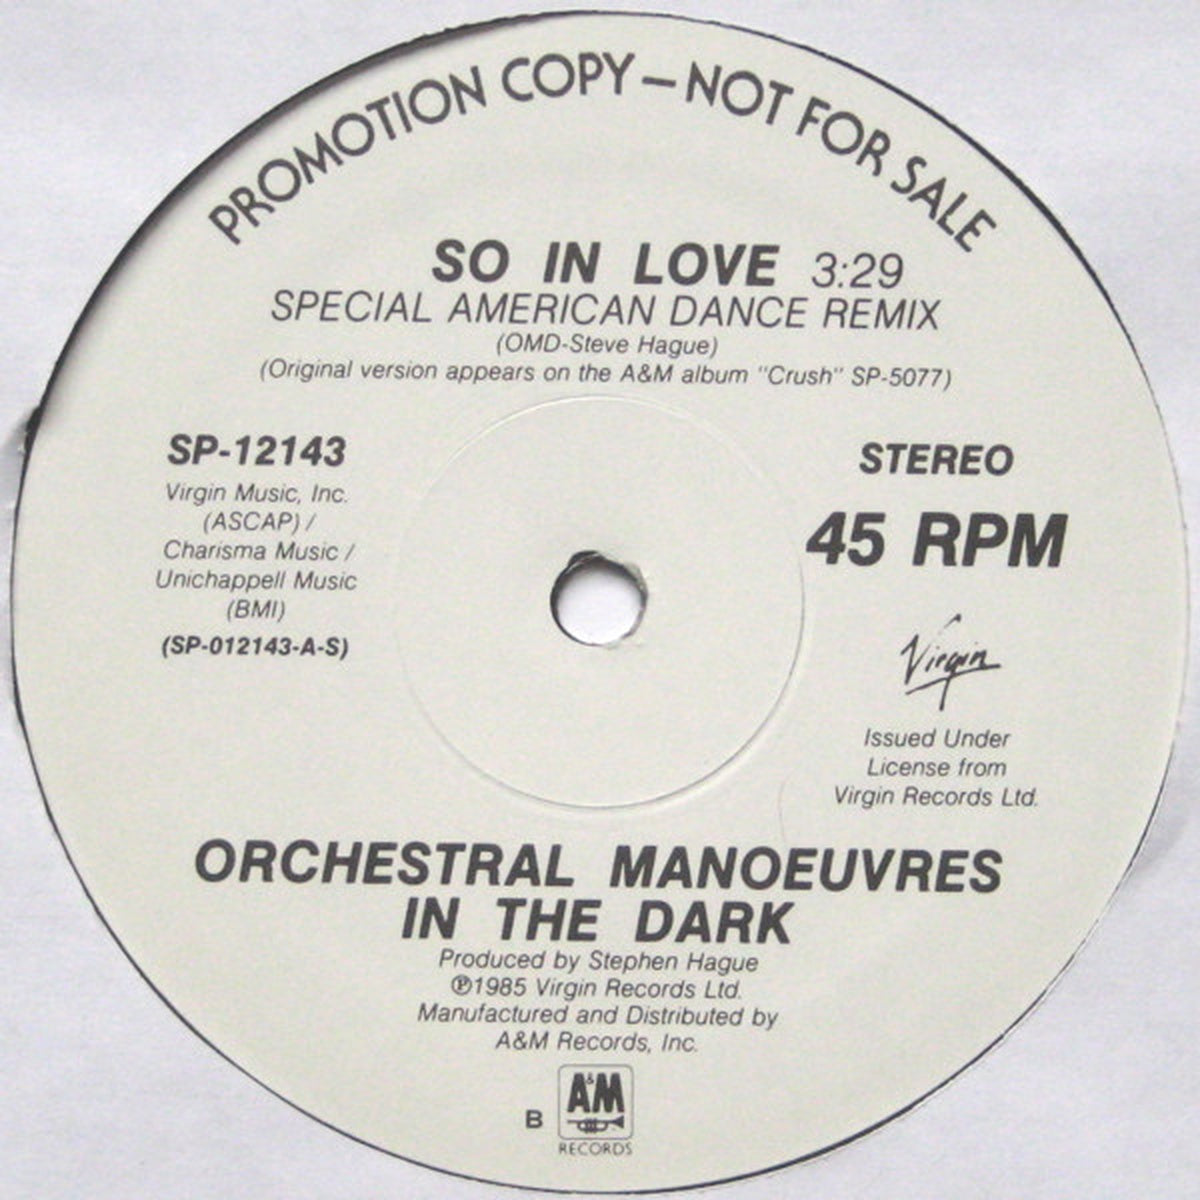 PROMOTION COPY — NOT FOR SALE
SO IN LOVE 3:29
SPECIAL AMERICAN DANCE REMIX
(OMD-Steve Hague)
(Original version appears on the A&M album "Crush" SP-5077)
SP-12143
Virgin Music, Inc.
(ASCAP) /
Charisma Music /
Unichappell Music
(BMI)
(SP-012143-A-S)
STEREO
45 RPM
Virgin
Issued Under
License from
Virgin Records Ltd.
ORCHESTRAL MANOEUVRES
IN THE DARK
Produced by Stephen Hague
℗1985 Virgin Records Ltd.
Manufactured and Distributed by
A&M Records, Inc.
B
A&M
RECORDS